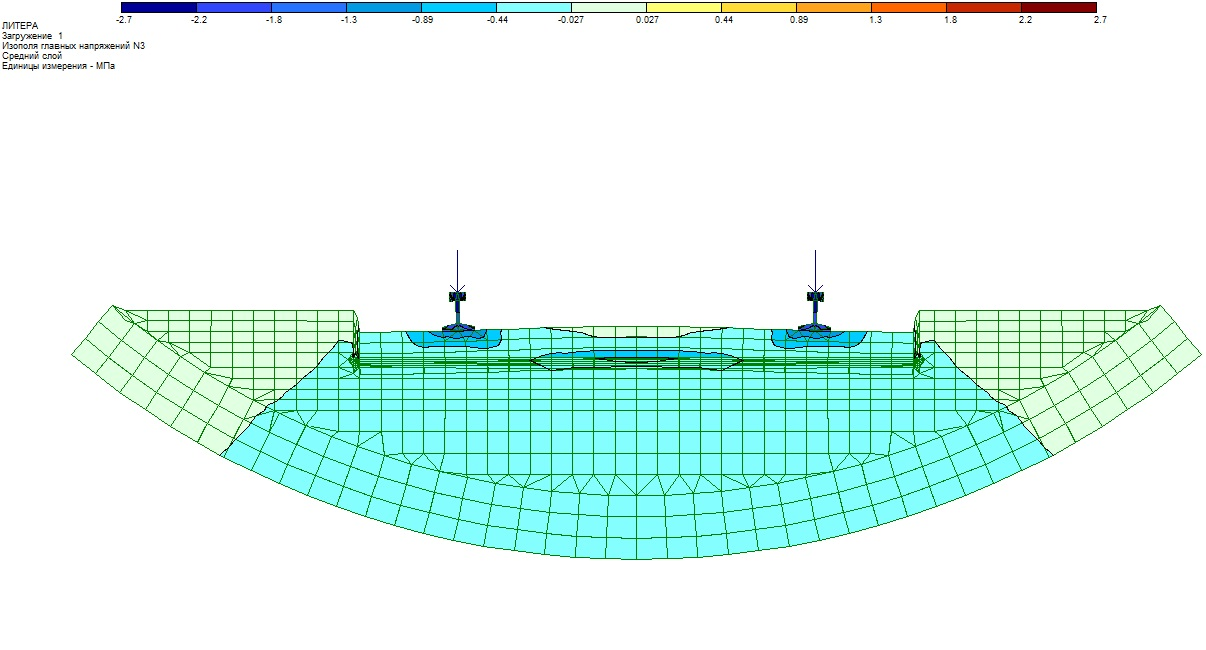 -2.7 -2.2 -1.8 -1.3 -0.89 -0.44 -0.027 0.027 0.44 0.89 1.3 1.8 2.2 2.7
ЛИТЕРА
Загружение 1
Изополя главных напряжений N3
Средний слой
Единицы измерения - МПа